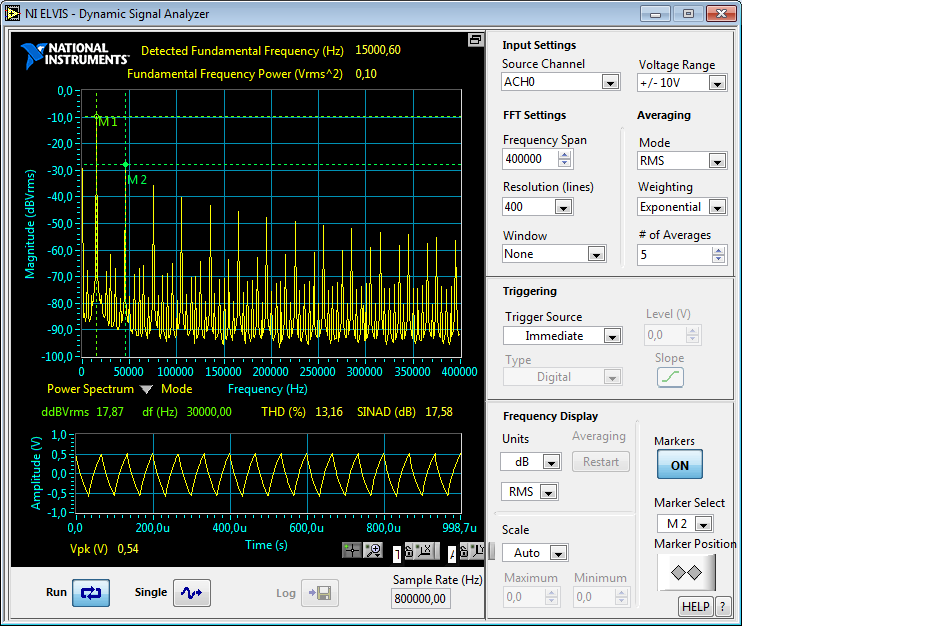 NI ELVIS - Dynamic Signal Analyzer
NATIONAL INSTRUMENTS
Detected Fundamental Frequency (Hz) 15000,60
Fundamental Frequency Power (Vrms^2) 0,10
Magnitude (dBVrms)
0,0
-10,0
-20,0
-30,0
-40,0
-50,0
-60,0
-70,0
-80,0
-90,0
-100,0
M 1
M 2
0 50000 100000 150000 200000 250000 300000 350000 400000
Power Spectrum Mode Frequency (Hz)
ddBVrms 17,87 df (Hz) 30000,00 THD (%) 13,16 SINAD (dB) 17,58
Amplitude (V)
1,0
0,5
0,0
-0,5
-1,0
0,0 200,0u 400,0u 600,0u 800,0u 998,7u
Time (s)
Vpk (V) 0,54
Run Single Log
Sample Rate (Hz)
800000,00
Input Settings
Source Channel
ACH0
Voltage Range
+/- 10V
FFT Settings
Frequency Span
400000
Resolution (lines)
400
Window
None
Averaging
Mode
RMS
Weighting
Exponential
# of Averages
5
Triggering
Trigger Source
Immediate
Type
Digital
Level (V)
0,0
Slope
Frequency Display
Units
dB
RMS
Averaging
Restart
Scale
Auto
Maximum
0,0
Minimum
0,0
Markers
ON
Marker Select
M 2
Marker Position
HELP ?